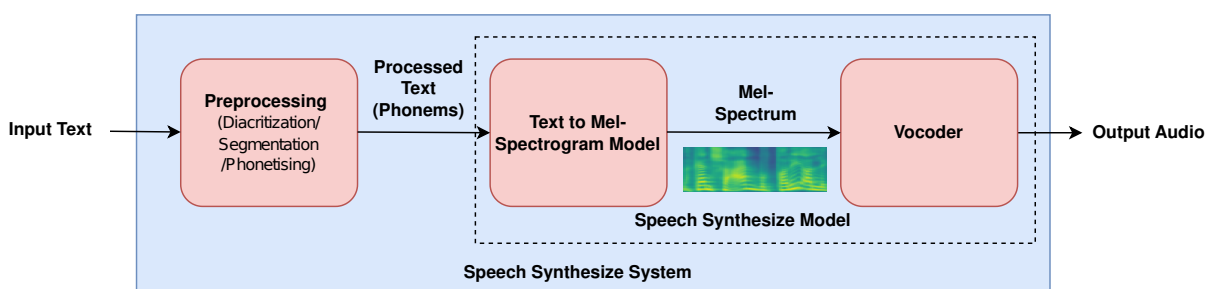 Input Text
Preprocessing
(Diacritization/
Segmentation
/Phonetising)
Processed
Text
(Phonems)
Text to Mel-
Spectrogram Model
Mel-
Spectrum
Vocoder
Output Audio
Speech Synthesize Model
Speech Synthesize System